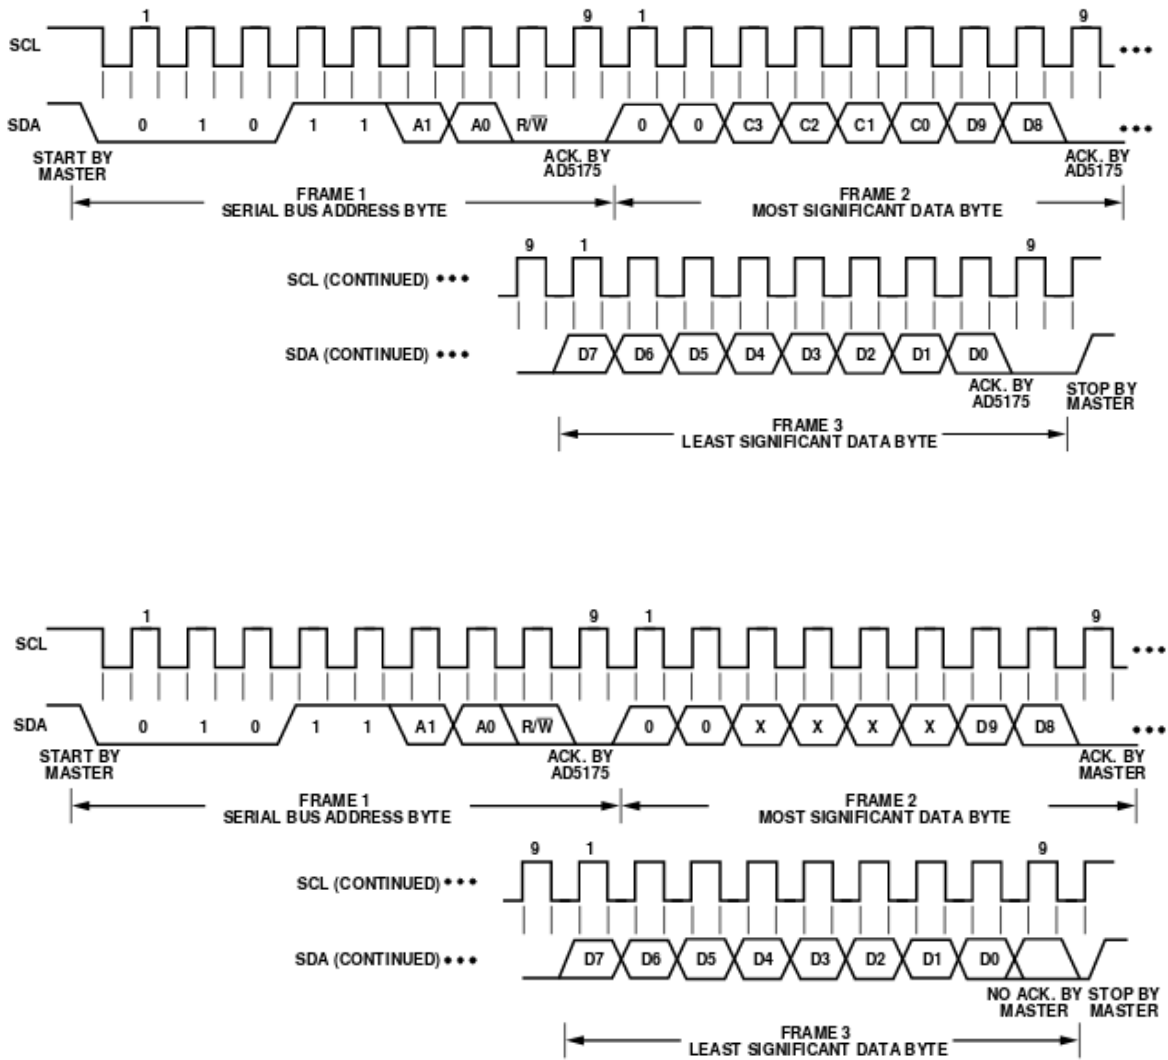 1 9 1 9
SCL
SDA 0 1 0 1 1 A1 A0 R/W̅ 0 0 C3 C2 C1 C0 D9 D8
START BY MASTER ACK. BY AD5175 ACK. BY AD5175
FRAME 1
SERIAL BUS ADDRESS BYTE
FRAME 2
MOST SIGNIFICANT DATA BYTE
9 1 9
SCL (CONTINUED)
SDA (CONTINUED) D7 D6 D5 D4 D3 D2 D1 D0
ACK. BY AD5175 STOP BY MASTER
FRAME 3
LEAST SIGNIFICANT DATA BYTE
1 9 1 9
SCL
SDA 0 1 0 1 1 A1 A0 R/W̅ 0 0 X X X X D9 D8
START BY MASTER ACK. BY AD5175 ACK. BY MASTER
FRAME 1
SERIAL BUS ADDRESS BYTE
FRAME 2
MOST SIGNIFICANT DATA BYTE
9 1 9
SCL (CONTINUED)
SDA (CONTINUED) D7 D6 D5 D4 D3 D2 D1 D0
NO ACK. BY MASTER STOP BY MASTER
FRAME 3
LEAST SIGNIFICANT DATA BYTE